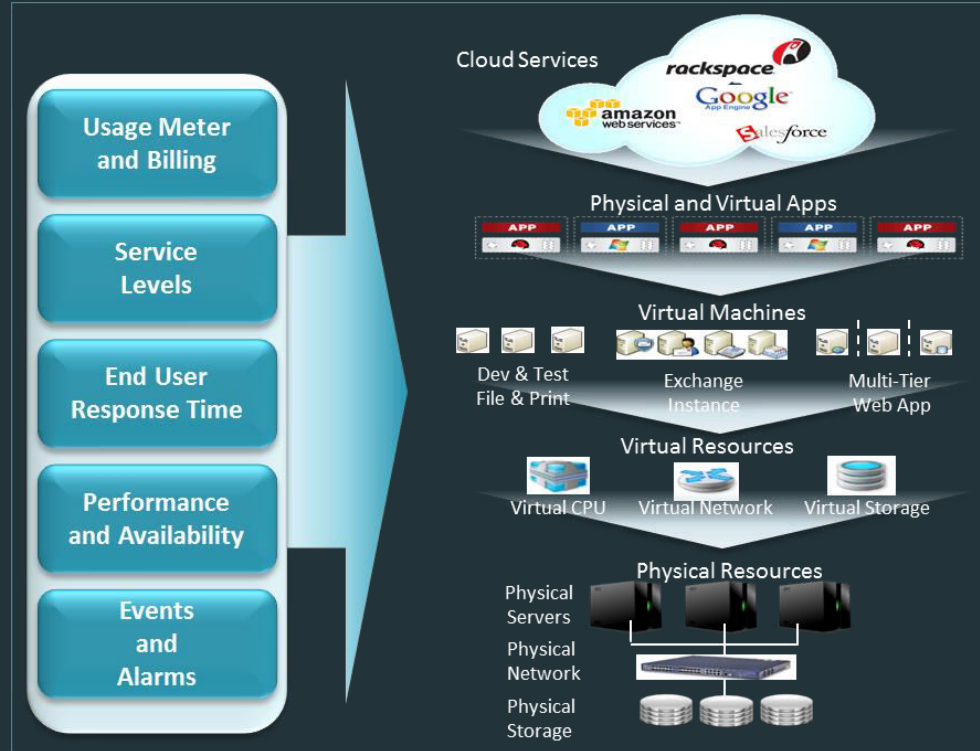 Usage Meter
and Billing
Service
Levels
End User
Response Time
Performance
and Availability
Events
and
Alarms
Cloud Services
rackspace
Google
App Engine
amazon
web services™
Salesforce
Physical and Virtual Apps
APP APP APP APP APP
Virtual Machines
Dev & Test
File & Print
Exchange
Instance
Multi-Tier
Web App
Virtual Resources
Virtual CPU
Virtual Network
Virtual Storage
Physical Resources
Physical
Servers
Physical
Network
Physical
Storage